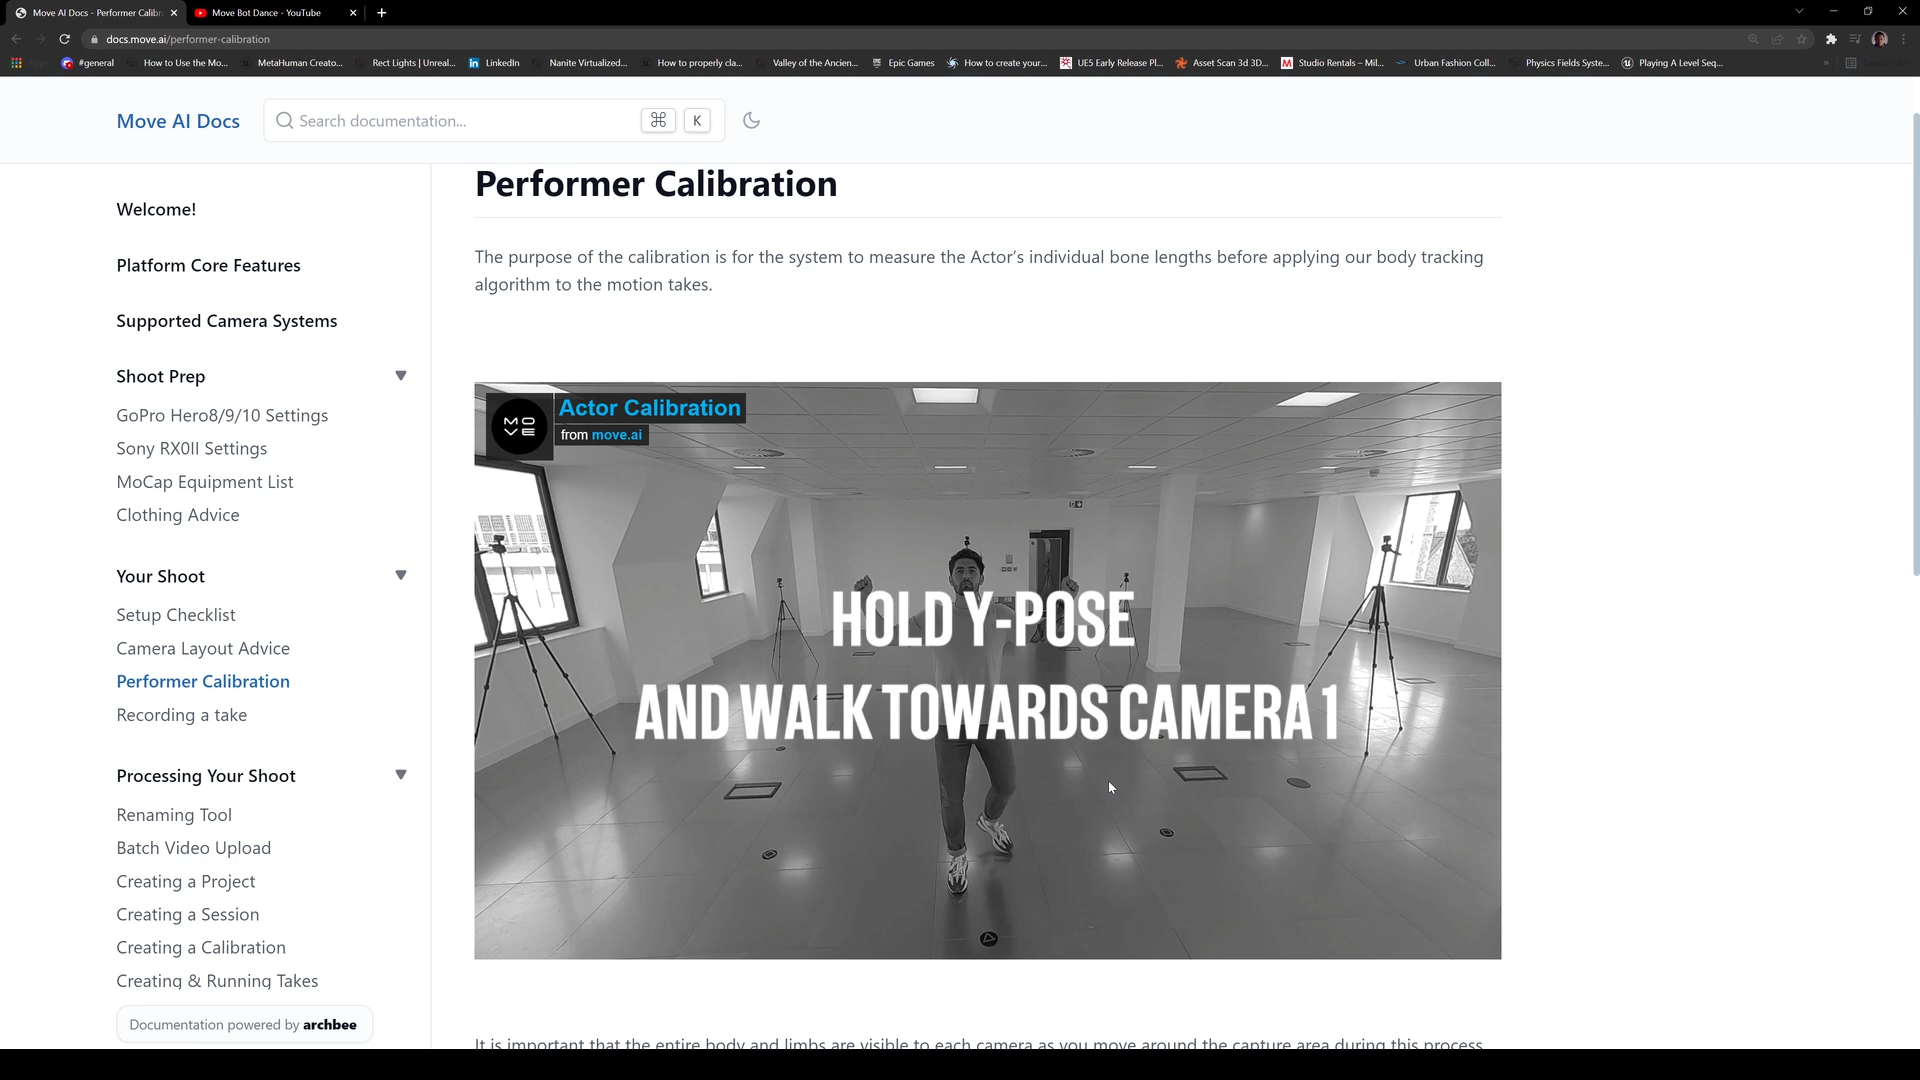 Move AI Docs - Performer Calibr
Move Bot Dance - YouTube
docs.move.ai/performer-calibration
#general
How to Use the Mo...
MetaHuman Creato...
Rect Lights | Unreal...
LinkedIn
Nanite Virtualized...
How to properly cla...
Valley of the Ancien...
Epic Games
How to create your...
UE5 Early Release Pl...
Asset Scan 3d 3D...
Studio Rentals – Mil...
Urban Fashion Coll...
Physics Fields Syste...
Playing A Level Seq...
Move AI Docs
Search documentation...
⌘ K
Welcome!
Platform Core Features
Supported Camera Systems
Shoot Prep
GoPro Hero8/9/10 Settings
Sony RX0II Settings
MoCap Equipment List
Clothing Advice
Your Shoot
Setup Checklist
Camera Layout Advice
Performer Calibration
Recording a take
Processing Your Shoot
Renaming Tool
Batch Video Upload
Creating a Project
Creating a Session
Creating a Calibration
Creating & Running Takes
Documentation powered by archbee
Performer Calibration
The purpose of the calibration is for the system to measure the Actor's individual bone lengths before applying our body tracking
algorithm to the motion takes.
MOVE
Actor Calibration
from move.ai
HOLD Y-POSE
AND WALK TOWARDS CAMERA 1
It is important that the entire body and limbs are visible to each camera as you move around the capture area during this process